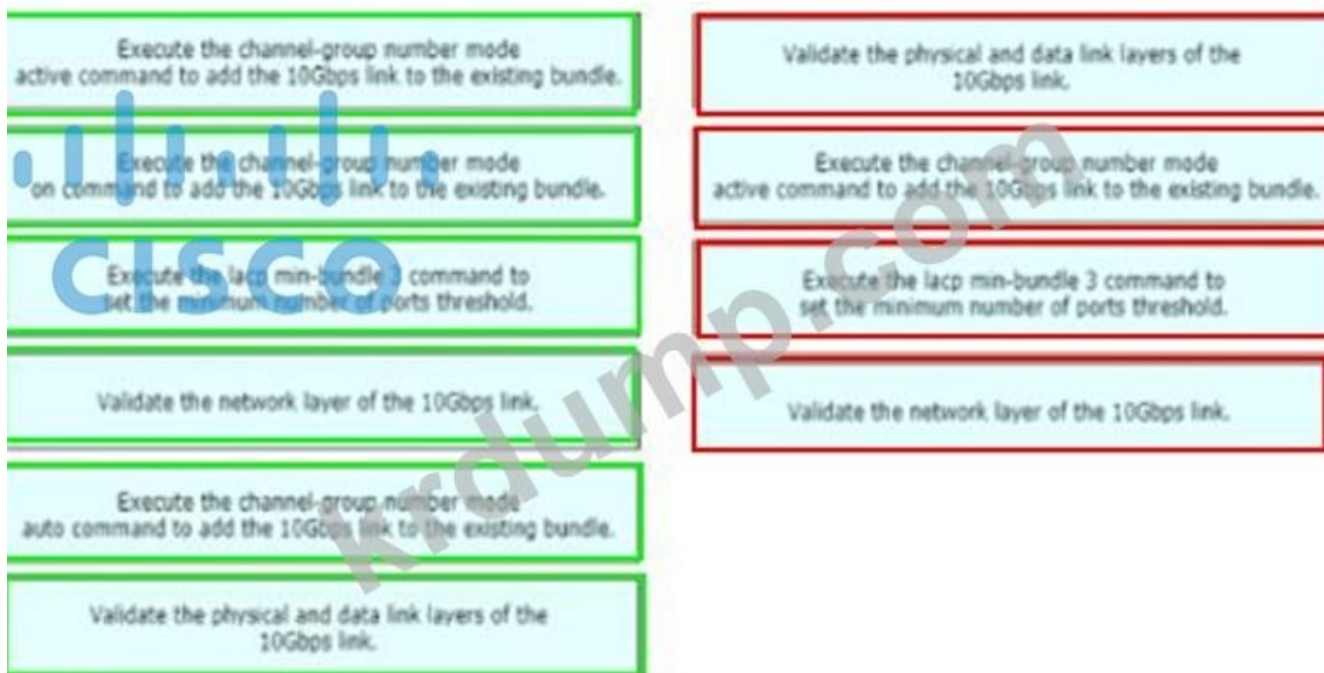 Execute the channel-group number mode
active command to add the 10Gbps link to the existing bundle.
Execute the channel-group number mode
on command to add the 10Gbps link to the existing bundle.
Execute the lacp min-bundle 3 command to
set the minimum number of ports threshold.
Validate the network layer of the 10Gbps link.
Execute the channel-group number mode
auto command to add the 10Gbps link to the existing bundle.
Validate the physical and data link layers of the
10Gbps link.
Validate the physical and data link layers of the
10Gbps link.
Execute the channel-group number mode
active command to add the 10Gbps link to the existing bundle.
Execute the lacp min-bundle 3 command to
set the minimum number of ports threshold.
Validate the network layer of the 10Gbps link.
CISCO
krdump.com